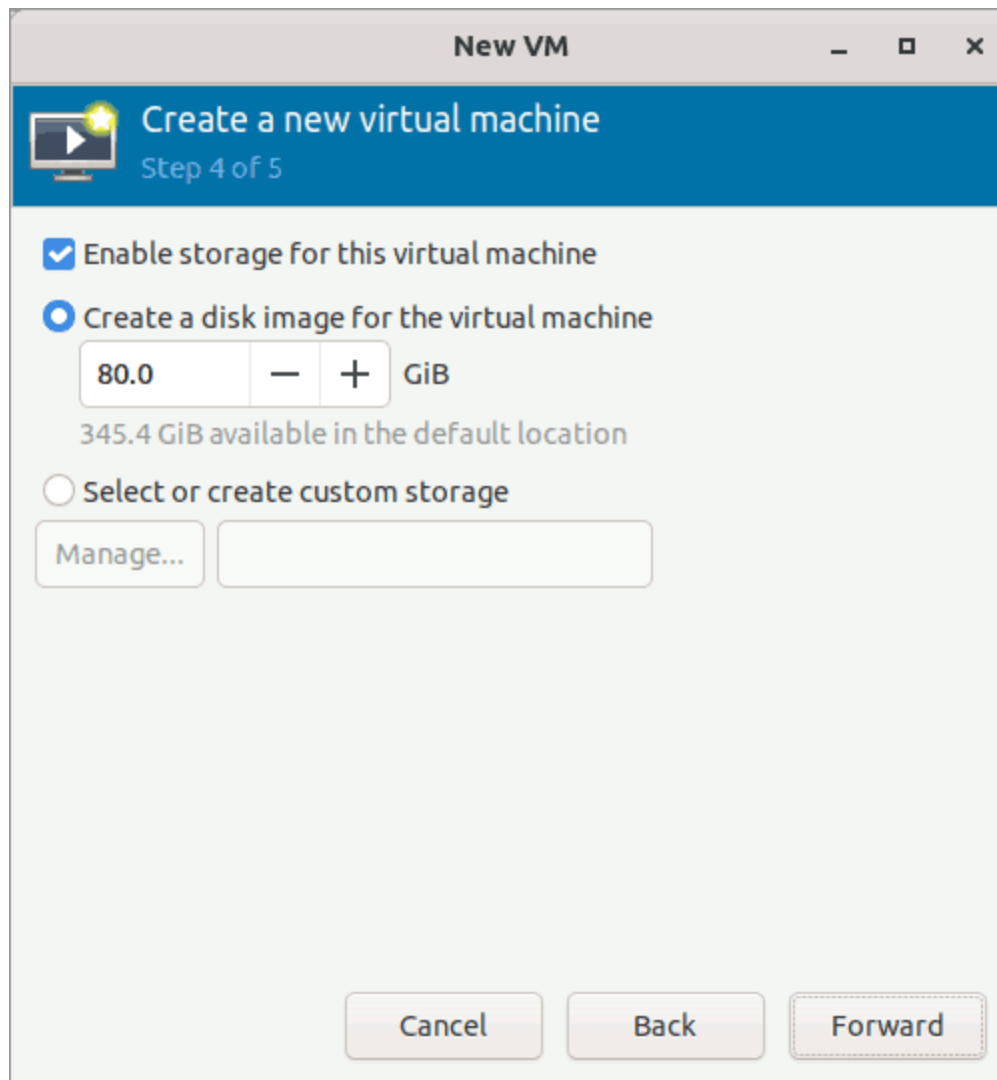 New VM
Create a new virtual machine
Step 4 of 5
Enable storage for this virtual machine
Create a disk image for the virtual machine
80.0 − + GiB
345.4 GiB available in the default location
Select or create custom storage
Manage...
Cancel Back Forward